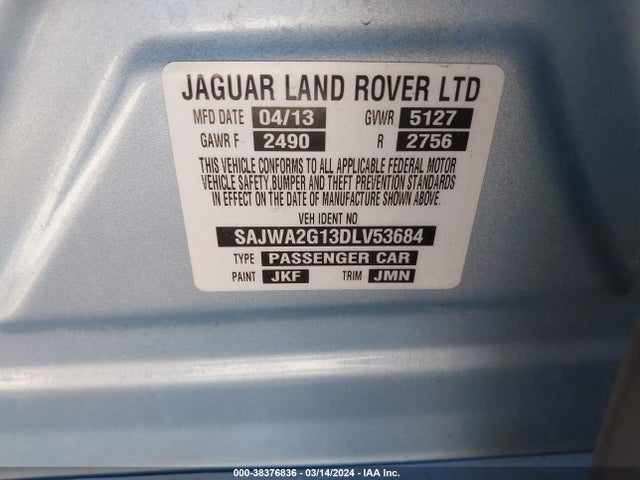 JAGUAR LAND ROVER LTD
MFD DATE 04/13 GVWR 5127
GAWR F 2490 R 2756
THIS VEHICLE CONFORMS TO ALL APPLICABLE FEDERAL MOTOR
VEHICLE SAFETY, BUMPER AND THEFT PREVENTION STANDARDS
IN EFFECT ON THE DATE OF MANUFACTURE SHOWN ABOVE.
VEH IDENT NO
SAJWA2G13DLV53684
TYPE PASSENGER CAR
PAINT JKF TRIM JMN
000-38376836 - 03/14/2024 - IAA Inc.